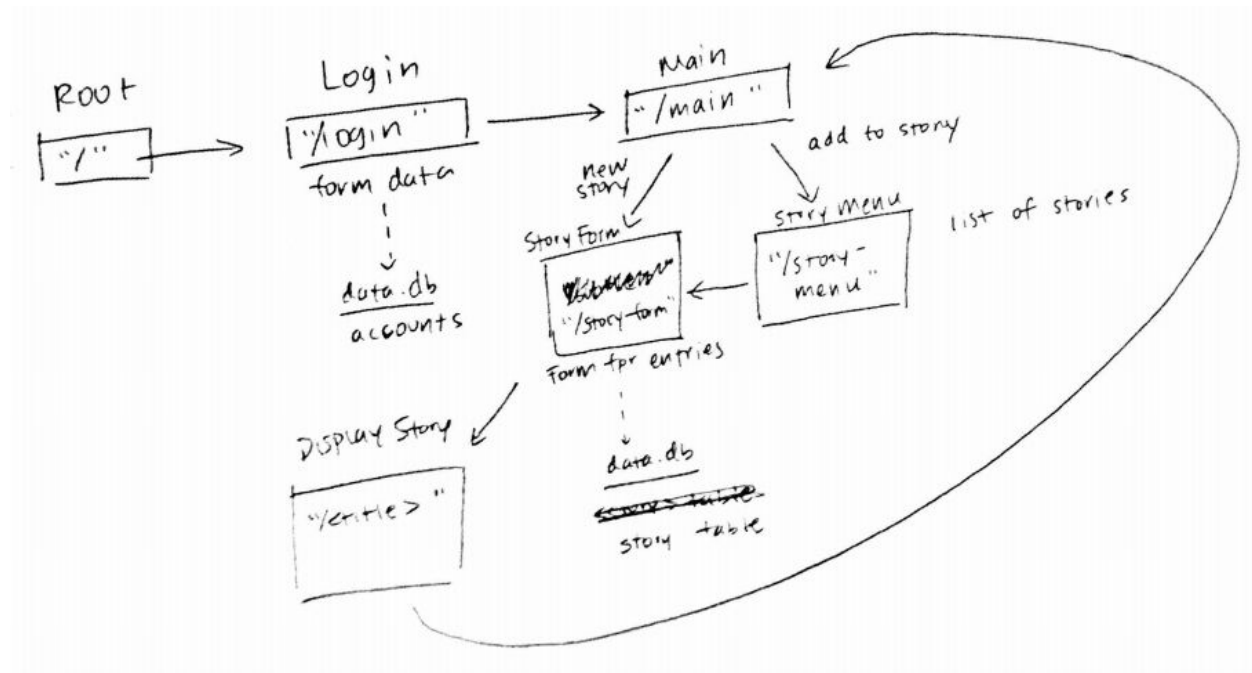 Root
"/"
Login
"/login"
form data
data.db
accounts
Main
"/main"
new
story
add to story
Story Form
"/story-form"
Form for entries
story menu
"/story-
menu"
list of stories
data.db
story table
Display Story
"/<title>"